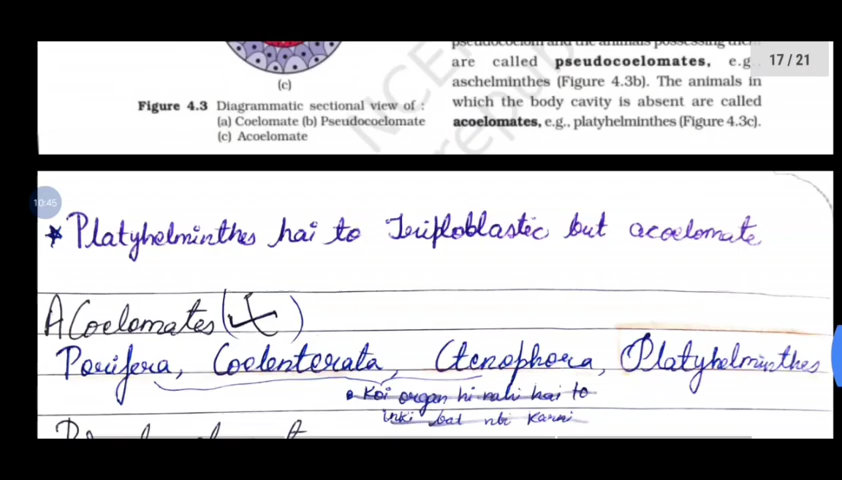 are called pseudocoelomates, e.g
17 / 21
aschelminthes (Figure 4.3b). The animals in
which the body cavity is absent are called
acoelomates, e.g., platyhelminthes (Figure 4.3c).
(c)
Figure 4.3 Diagrammatic sectional view of :
(a) Coelomate (b) Pseudocoelomate
(c) Acoelomate
10:45
* Platyhelminthes hai to Triploblastic but acoelomate
ACoelomates ( )
Porifera, Coelenterata, Ctenophora, Platyhelminthes
• Koi organ hi nahi hai to
inki bat nhi Karni